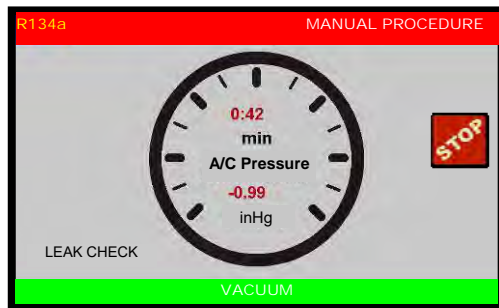 R134a MANUAL PROCEDURE
0:42
min
A/C Pressure
-0.99
inHg
STOP
LEAK CHECK
VACUUM